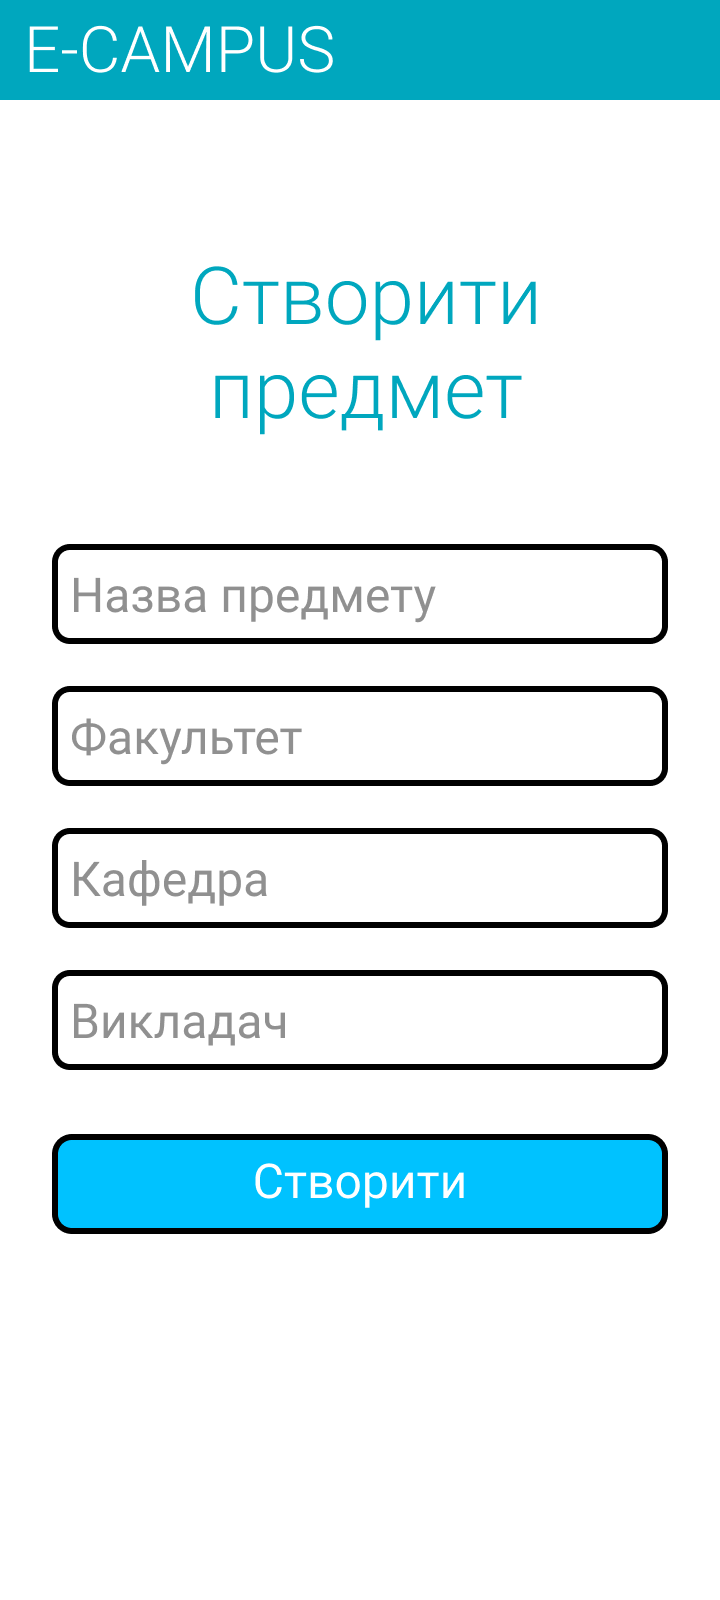 E-CAMPUS
Створити
предмет
Назва предмету
Факультет
Кафедра
Викладач
Створити